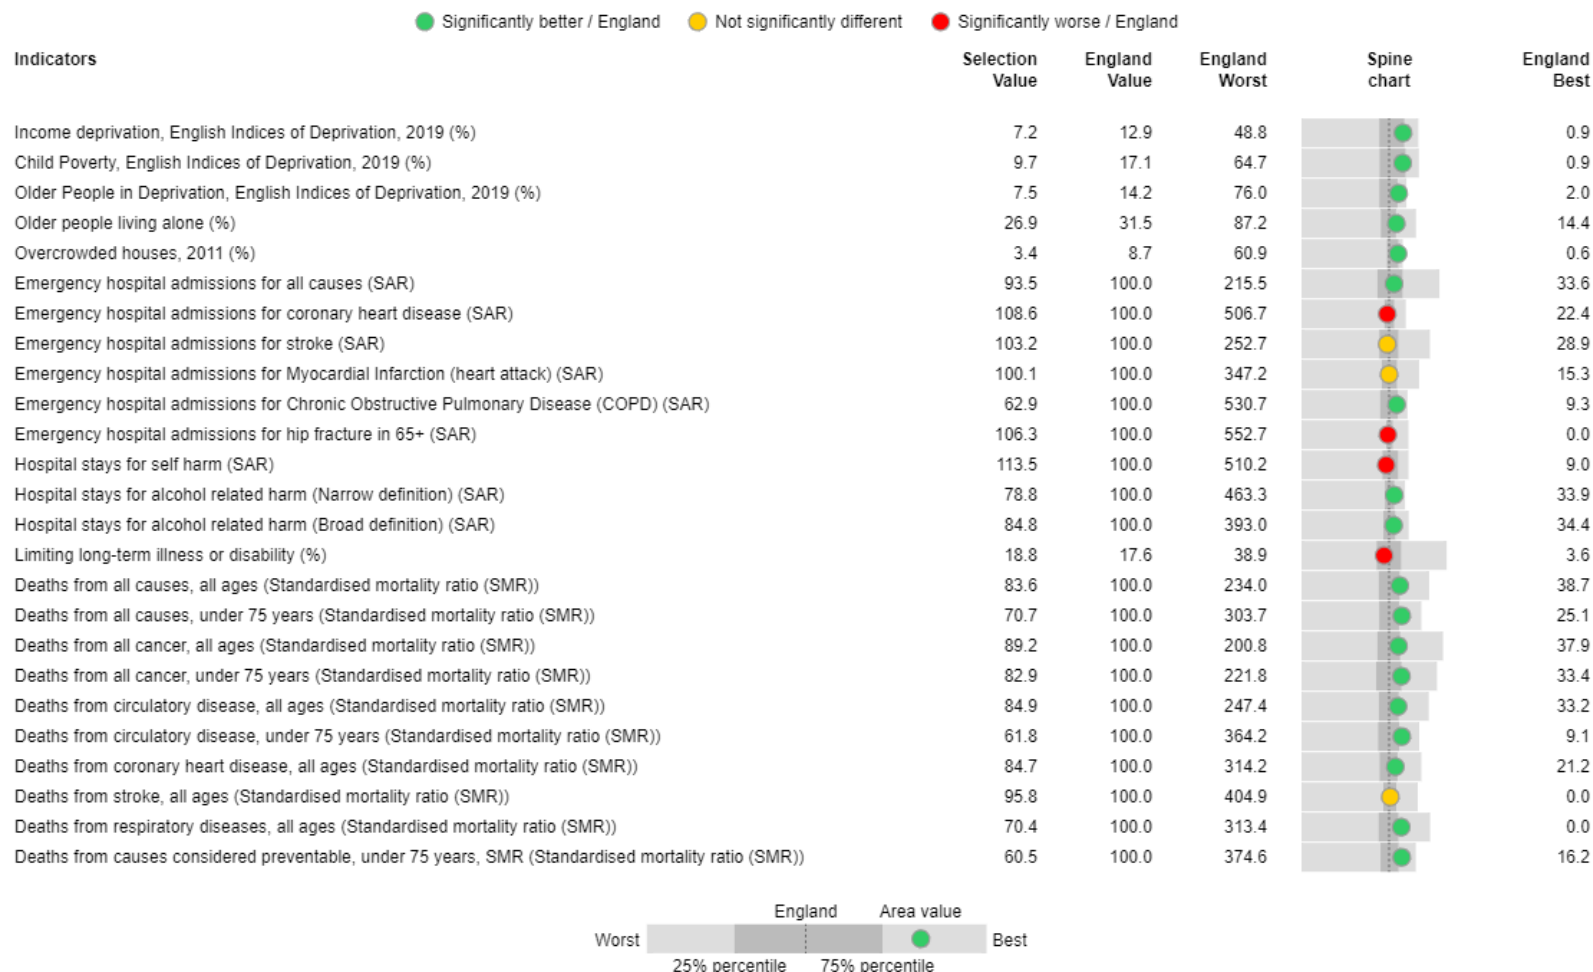 Significantly better / England Not significantly different Significantly worse / England
Indicators Selection Value England Value England Worst Spine chart England Best
Income deprivation, English Indices of Deprivation, 2019 (%) 7.2 12.9 48.8 0.9
Child Poverty, English Indices of Deprivation, 2019 (%) 9.7 17.1 64.7 0.9
Older People in Deprivation, English Indices of Deprivation, 2019 (%) 7.5 14.2 76.0 2.0
Older people living alone (%) 26.9 31.5 87.2 14.4
Overcrowded houses, 2011 (%) 3.4 8.7 60.9 0.6
Emergency hospital admissions for all causes (SAR) 93.5 100.0 215.5 33.6
Emergency hospital admissions for coronary heart disease (SAR) 108.6 100.0 506.7 22.4
Emergency hospital admissions for stroke (SAR) 103.2 100.0 252.7 28.9
Emergency hospital admissions for Myocardial Infarction (heart attack) (SAR) 100.1 100.0 347.2 15.3
Emergency hospital admissions for Chronic Obstructive Pulmonary Disease (COPD) (SAR) 62.9 100.0 530.7 9.3
Emergency hospital admissions for hip fracture in 65+ (SAR) 106.3 100.0 552.7 0.0
Hospital stays for self harm (SAR) 113.5 100.0 510.2 9.0
Hospital stays for alcohol related harm (Narrow definition) (SAR) 78.8 100.0 463.3 33.9
Hospital stays for alcohol related harm (Broad definition) (SAR) 84.8 100.0 393.0 34.4
Limiting long-term illness or disability (%) 18.8 17.6 38.9 3.6
Deaths from all causes, all ages (Standardised mortality ratio (SMR)) 83.6 100.0 234.0 38.7
Deaths from all causes, under 75 years (Standardised mortality ratio (SMR)) 70.7 100.0 303.7 25.1
Deaths from all cancer, all ages (Standardised mortality ratio (SMR)) 89.2 100.0 200.8 37.9
Deaths from all cancer, under 75 years (Standardised mortality ratio (SMR)) 82.9 100.0 221.8 33.4
Deaths from circulatory disease, all ages (Standardised mortality ratio (SMR)) 84.9 100.0 247.4 33.2
Deaths from circulatory disease, under 75 years (Standardised mortality ratio (SMR)) 61.8 100.0 364.2 9.1
Deaths from coronary heart disease, all ages (Standardised mortality ratio (SMR)) 84.7 100.0 314.2 21.2
Deaths from stroke, all ages (Standardised mortality ratio (SMR)) 95.8 100.0 404.9 0.0
Deaths from respiratory diseases, all ages (Standardised mortality ratio (SMR)) 70.4 100.0 313.4 0.0
Deaths from causes considered preventable, under 75 years, SMR (Standardised mortality ratio (SMR)) 60.5 100.0 374.6 16.2
England Area value
Worst Best
25% percentile 75% percentile